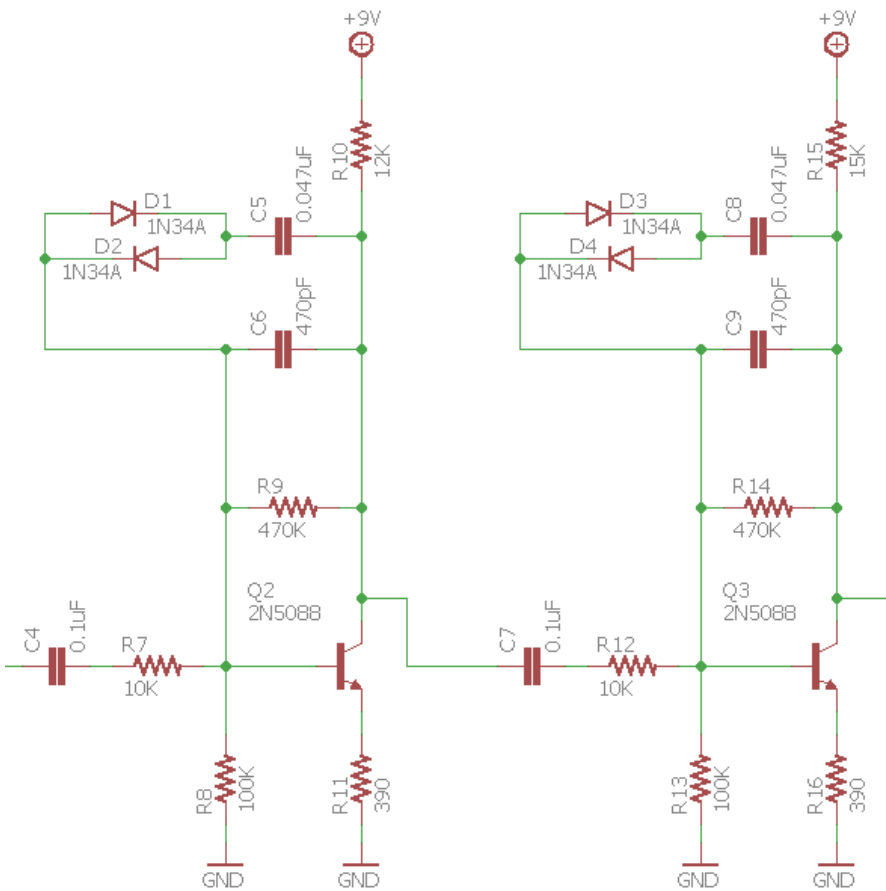 +9V
+9V
R10
12K
R15
15K
D1
1N34A
C5
0.047uF
D3
1N34A
C8
0.047uF
D2
1N34A
D4
1N34A
C6
470pF
C9
470pF
R9
470K
R14
470K
Q2
2N5088
Q3
2N5088
C4
0.1uF
R7
10K
C7
0.1uF
R12
10K
R8
100K
R11
390
R13
100K
R16
390
GND
GND
GND
GND